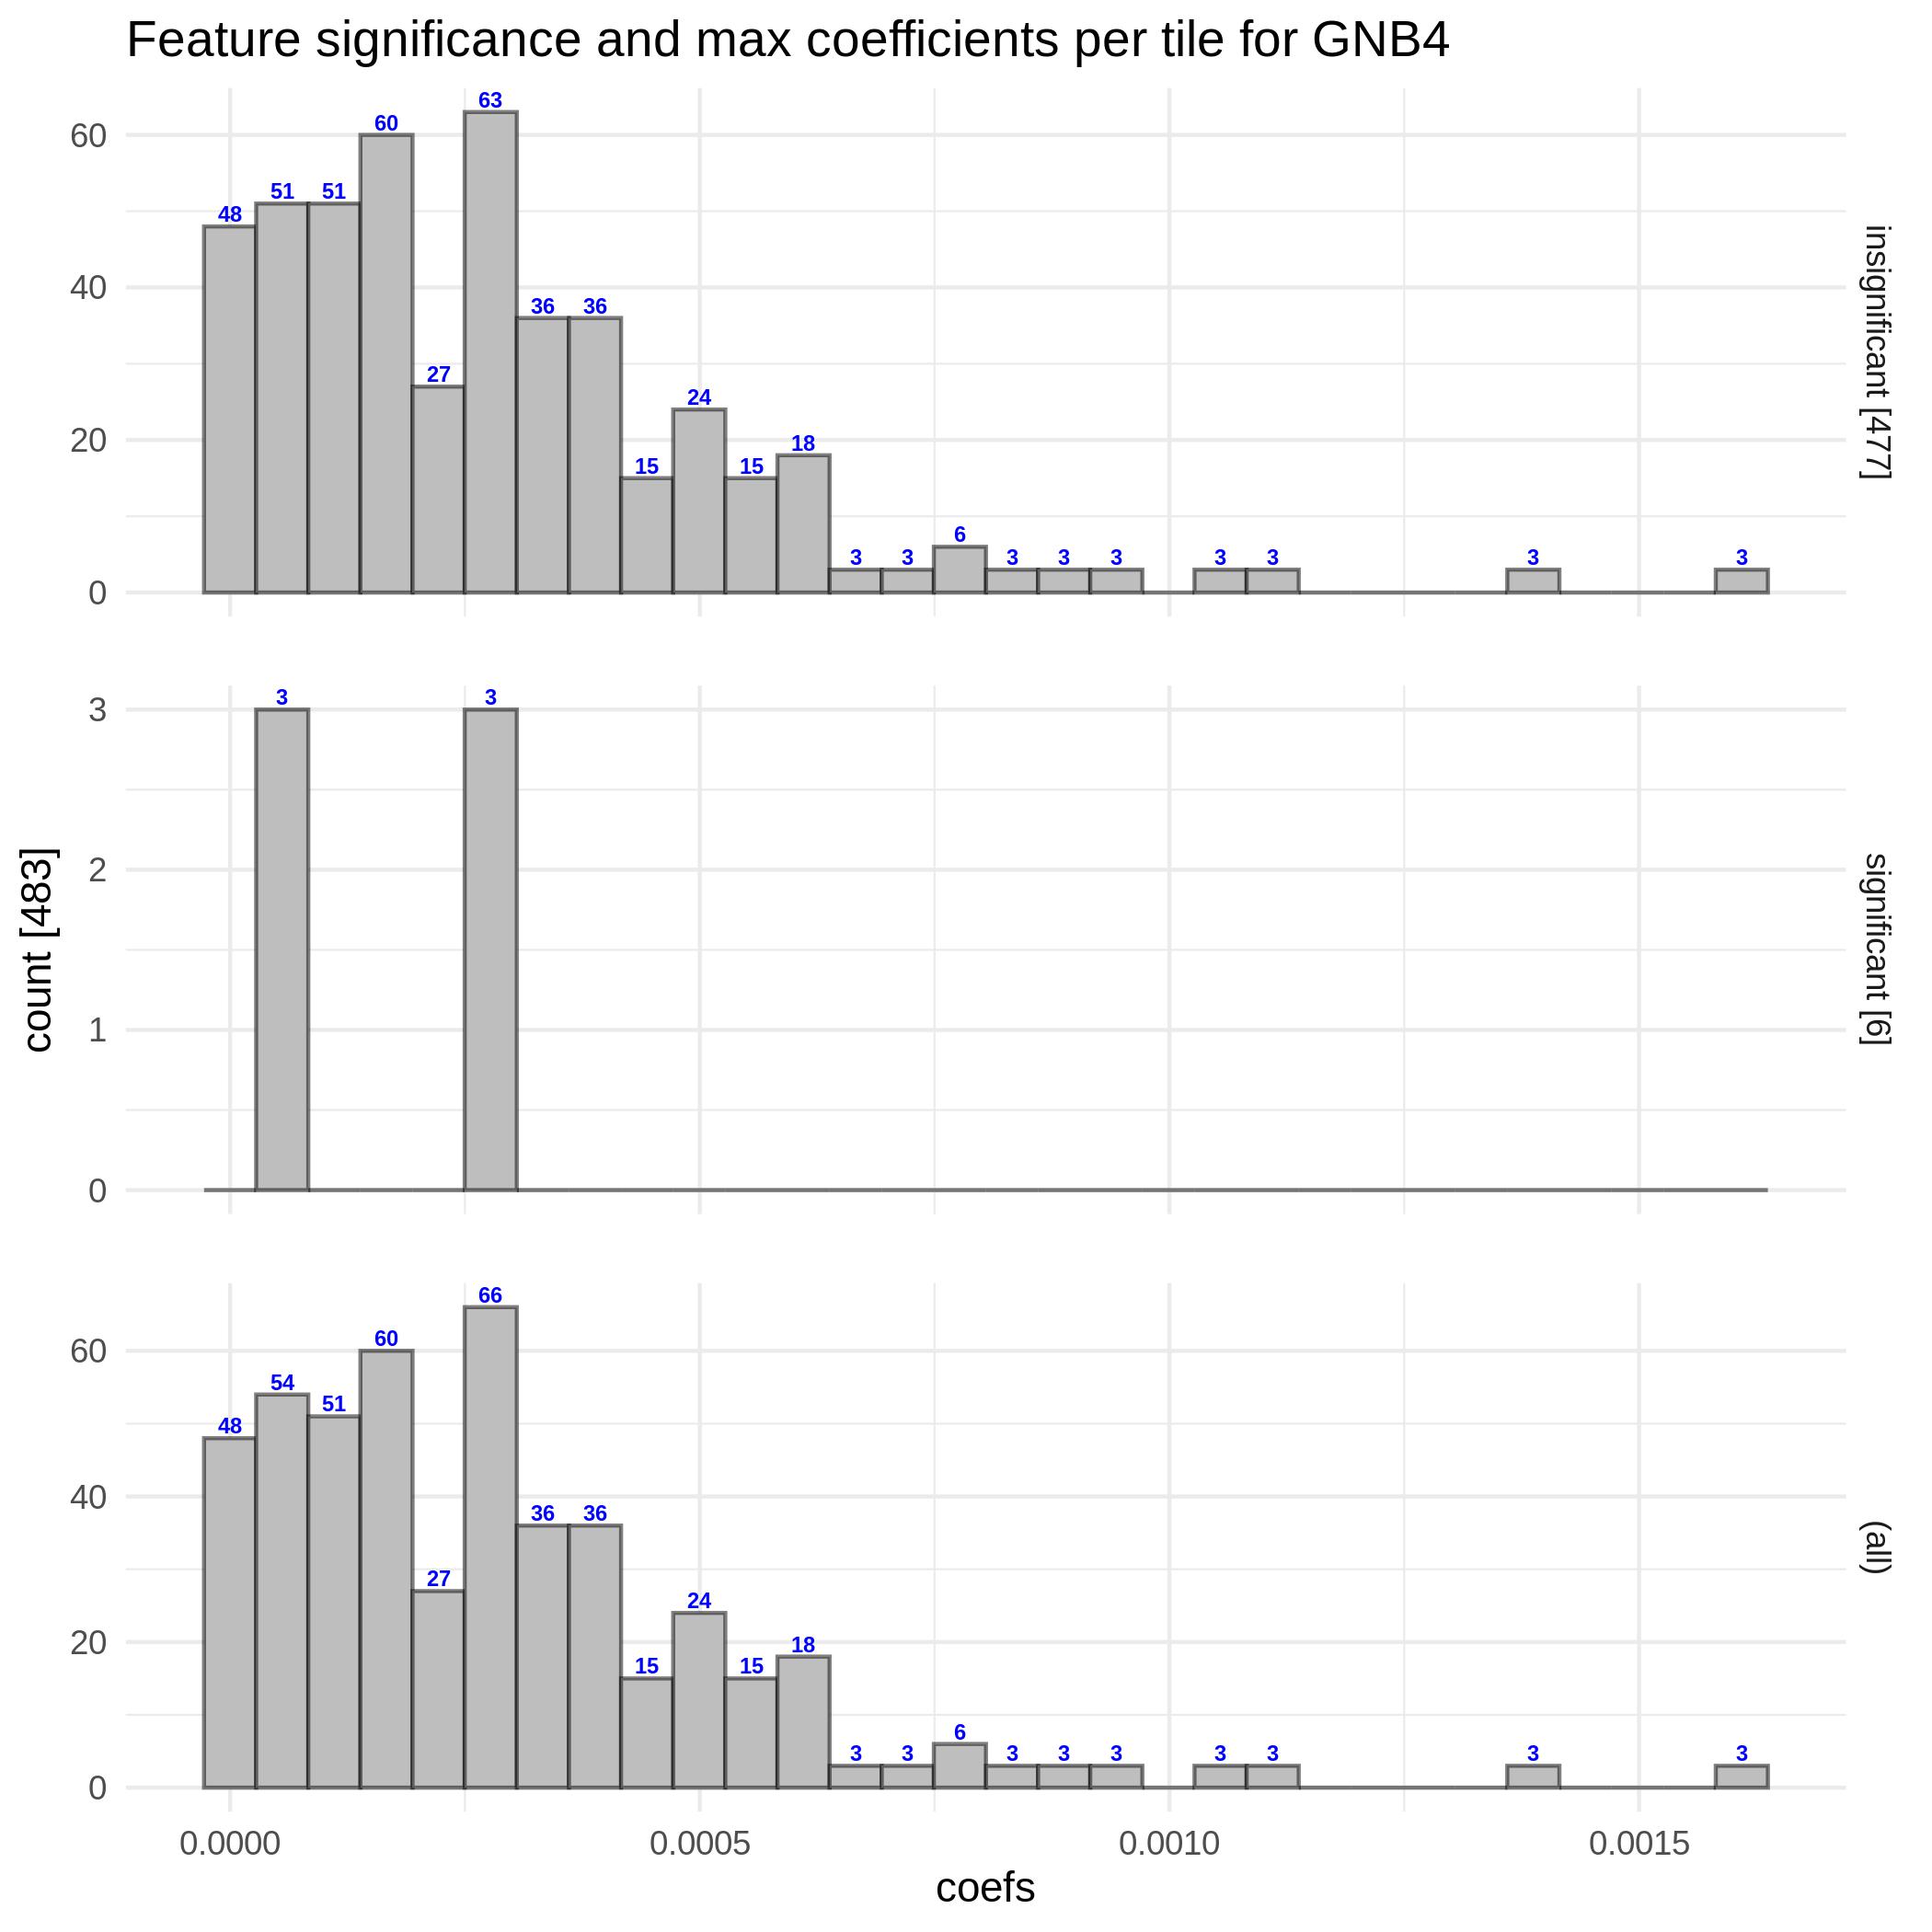 Feature significance and max coefficients per tile for GNB4
60
40
20
0
48 51 51 60 27 63 36 36 15 24 15 18 3 3 6 3 3 3 3 3 3 3
insignificant [477]
3
2
1
0
3 3
significant [6]
count [483]
60
40
20
0
48 54 51 60 27 66 36 36 15 24 15 18 3 3 6 3 3 3 3 3 3 3
(all)
0.0000 0.0005 0.0010 0.0015
coefs